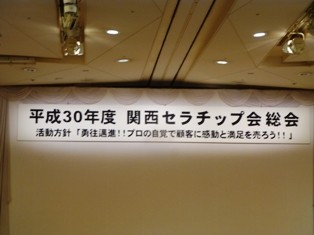 平成30年度 関西セラチップ会総会
活動方針「勇往邁進!!プロの自覚で顧客に感動と満足を売ろう!!」